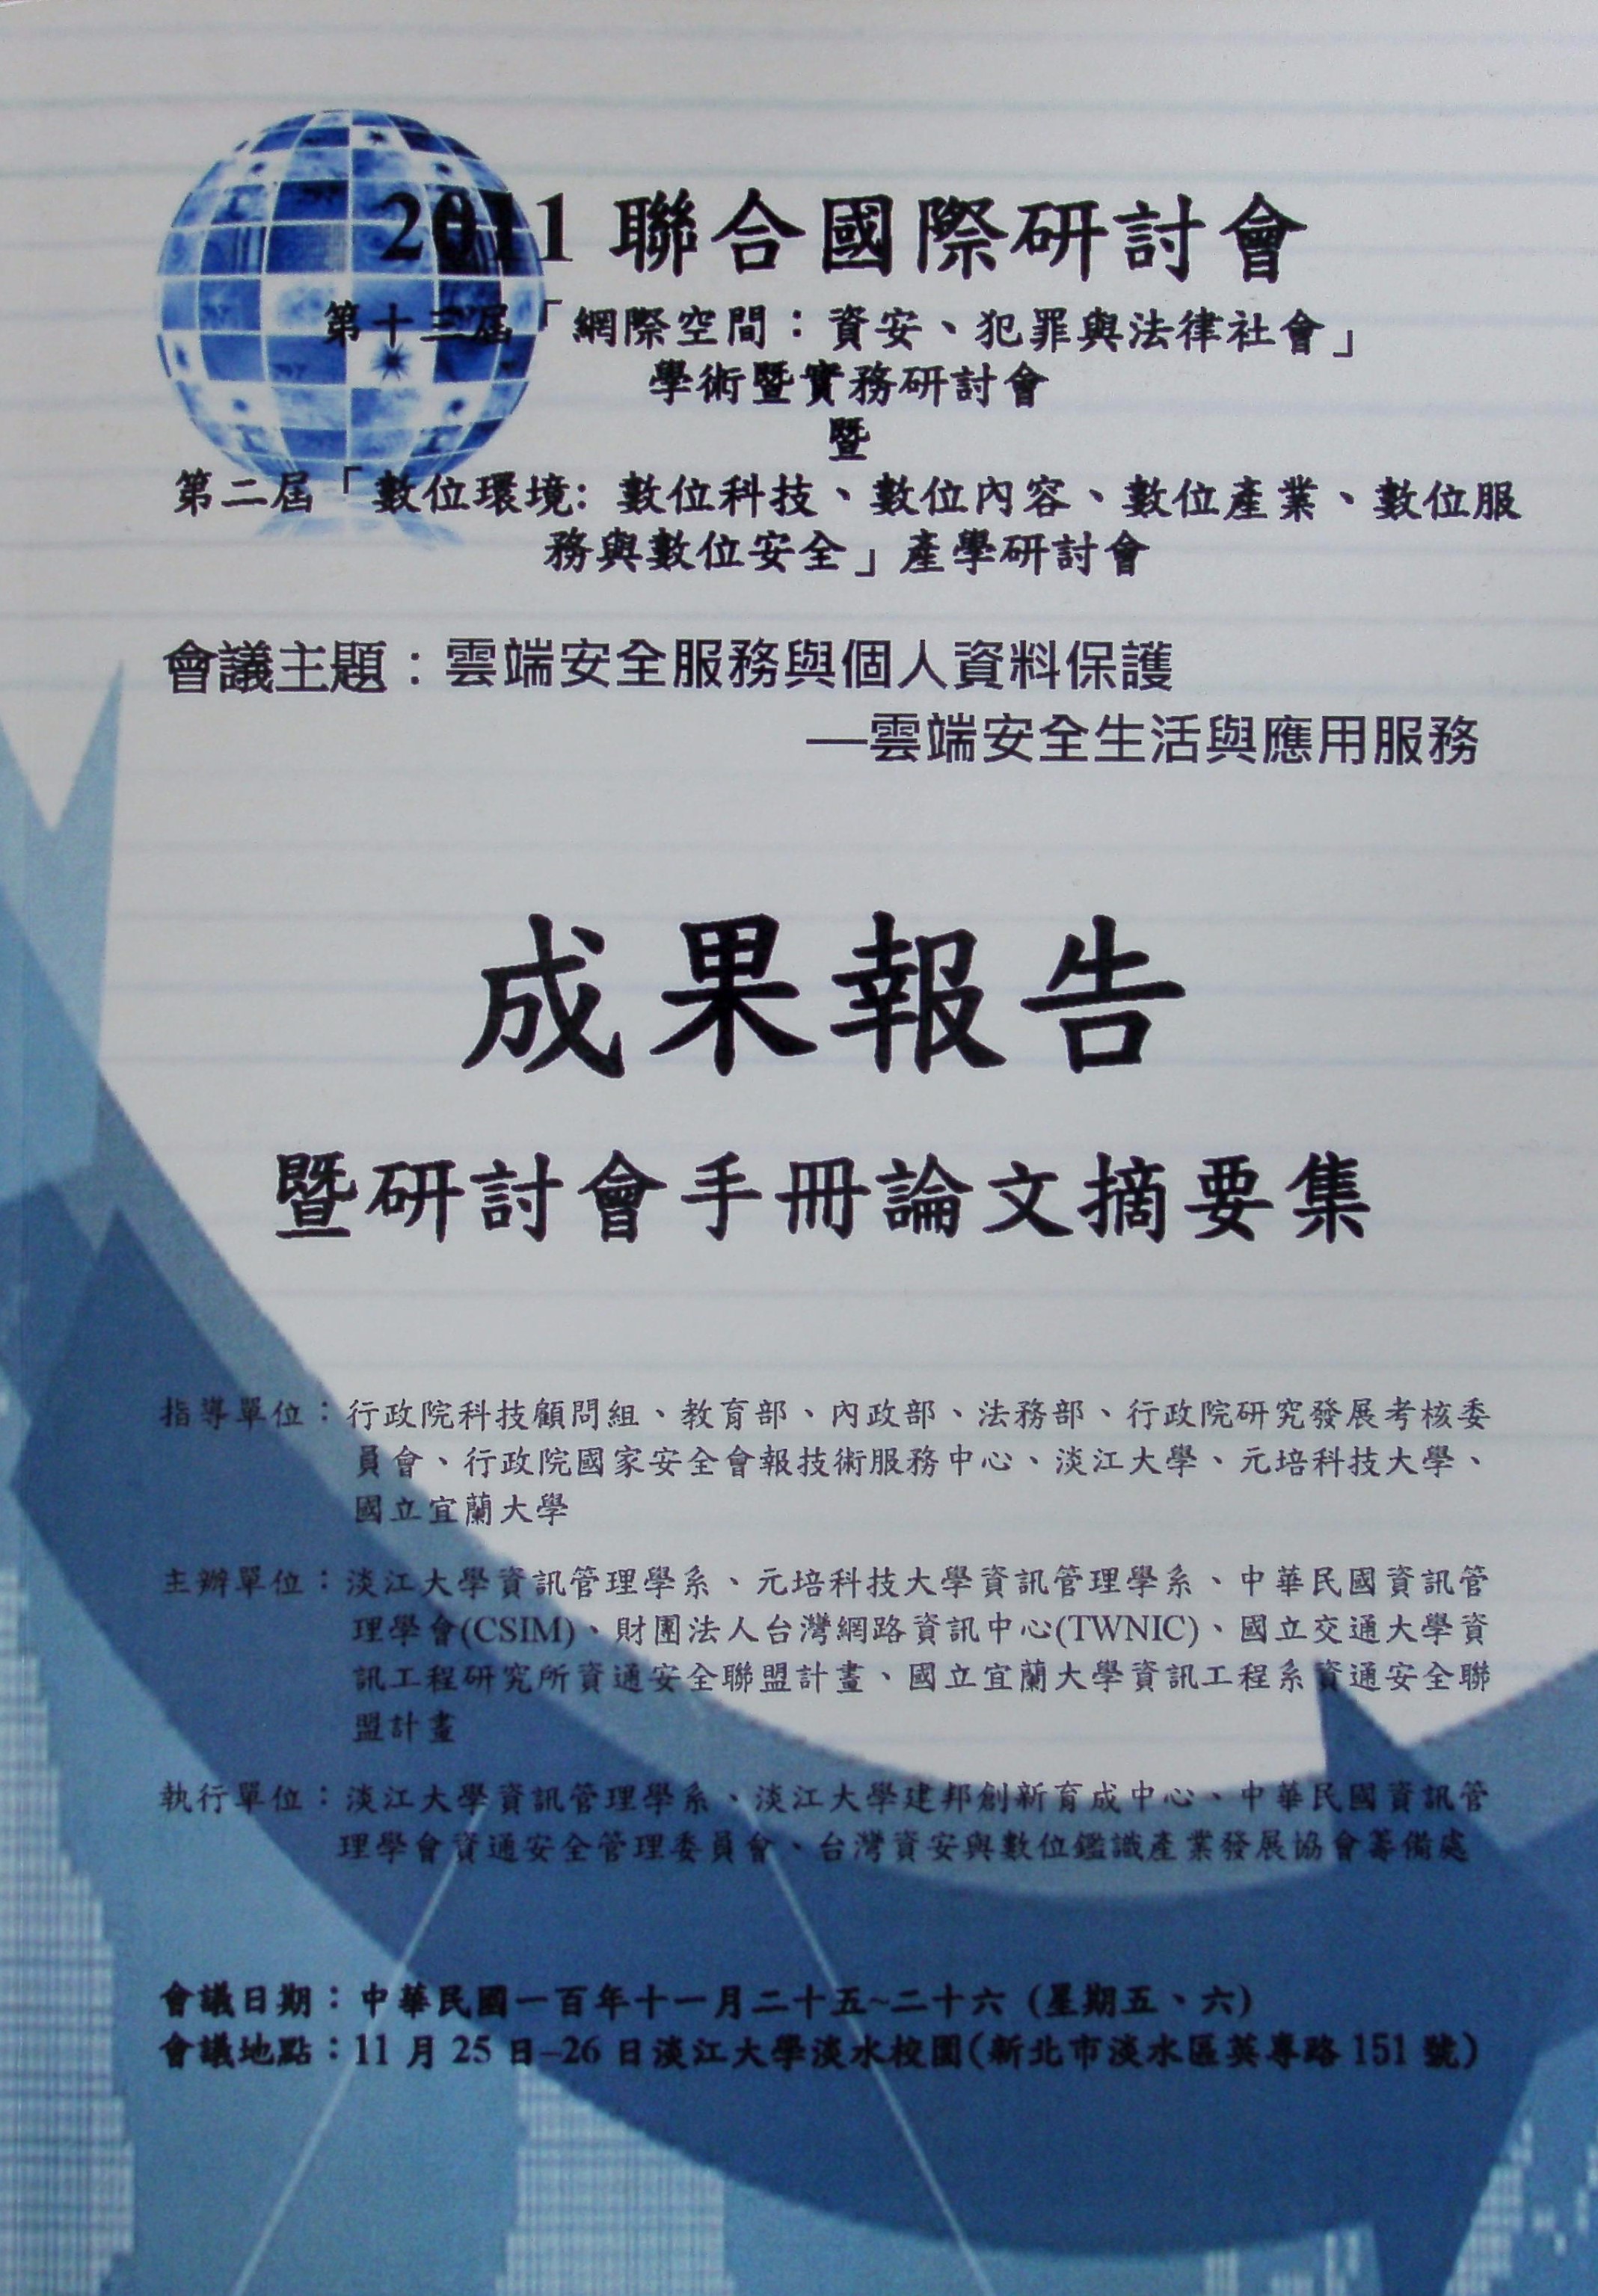 2011 聯合國際研討會
第十三屆「網際空間：資安、犯罪與法律社會」
學術暨實務研討會
暨
第二屆「數位環境: 數位科技、數位內容、數位產業、數位服
務與數位安全」產學研討會
會議主題：雲端安全服務與個人資料保護
—雲端安全生活與應用服務
成果報告
暨研討會手冊論文摘要集
指導單位：行政院科技顧問組、教育部、內政部、法務部、行政院研究發展考核委
員會、行政院國家安全會報技術服務中心、淡江大學、元培科技大學、
國立宜蘭大學
主辦單位：淡江大學資訊管理學系、元培科技大學資訊管理學系、中華民國資訊管
理學會(CSIM)、財團法人台灣網路資訊中心(TWNIC)、國立交通大學資
訊工程研究所資通安全聯盟計畫、國立宜蘭大學資訊工程系資通安全聯
盟計畫
執行單位：淡江大學資訊管理學系、淡江大學建邦創新育成中心、中華民國資訊管
理學會資通安全管理委員會、台灣資安與數位鑑識產業發展協會籌備處
會議日期：中華民國一百年十一月二十五~二十六 (星期五、六)
會議地點：11 月 25 日–26 日淡江大學淡水校園(新北市淡水區英專路 151 號)